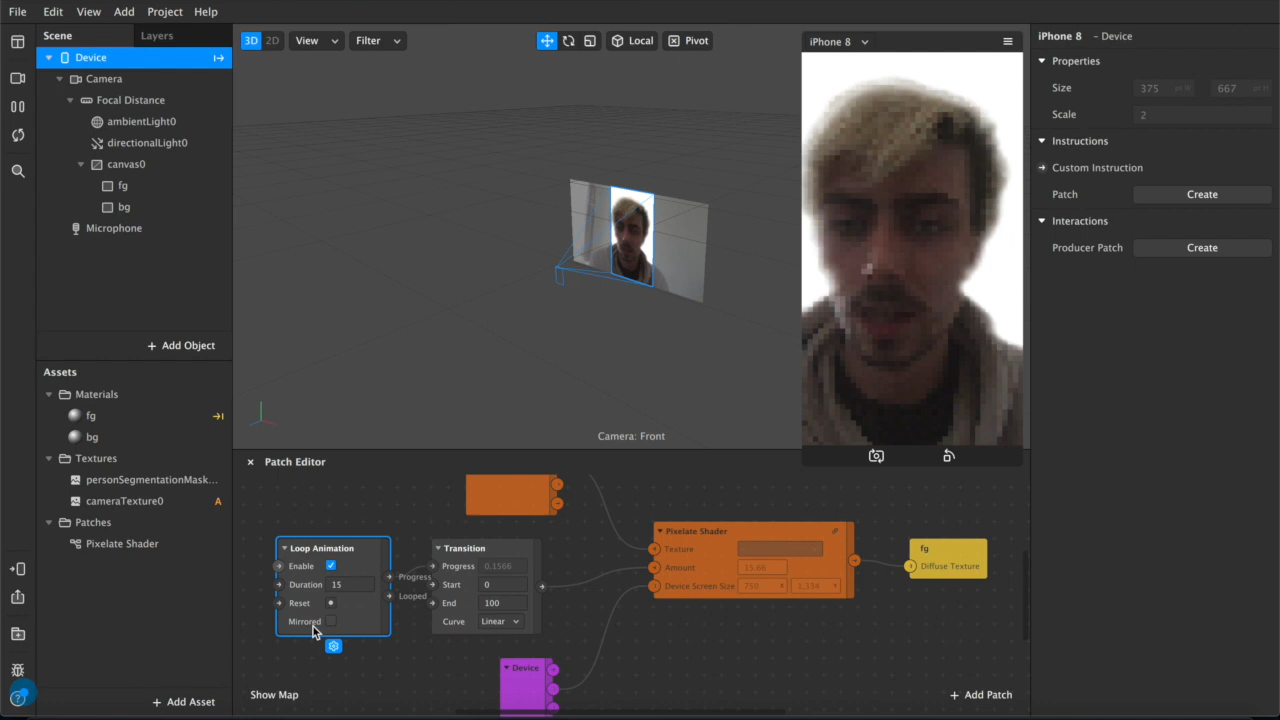 File Edit View Add Project Help
Scene Layers
Device
Camera
Focal Distance
ambientLight0
directionalLight0
canvas0
fg
bg
Microphone
+ Add Object
Assets
Materials
fg
bg
Textures
personSegmentationMask...
cameraTexture0 A
Patches
Pixelate Shader
+ Add Asset
3D 2D View Filter Local Pivot
Camera: Front
iPhone 8
Patch Editor
Loop Animation
Enable
Duration 15
Reset
Mirrored
Progress
Looped
Transition
Progress 0.1566
Start 0
End 100
Curve Linear
Device
Pixelate Shader
Texture
Amount 15.66
Device Screen Size 750 X 1,334 Y
fg
Diffuse Texture
Show Map
+ Add Patch
iPhone 8 - Device
Properties
Size 375 pt W 667 pt H
Scale 2
Instructions
Custom Instruction
Patch Create
Interactions
Producer Patch Create